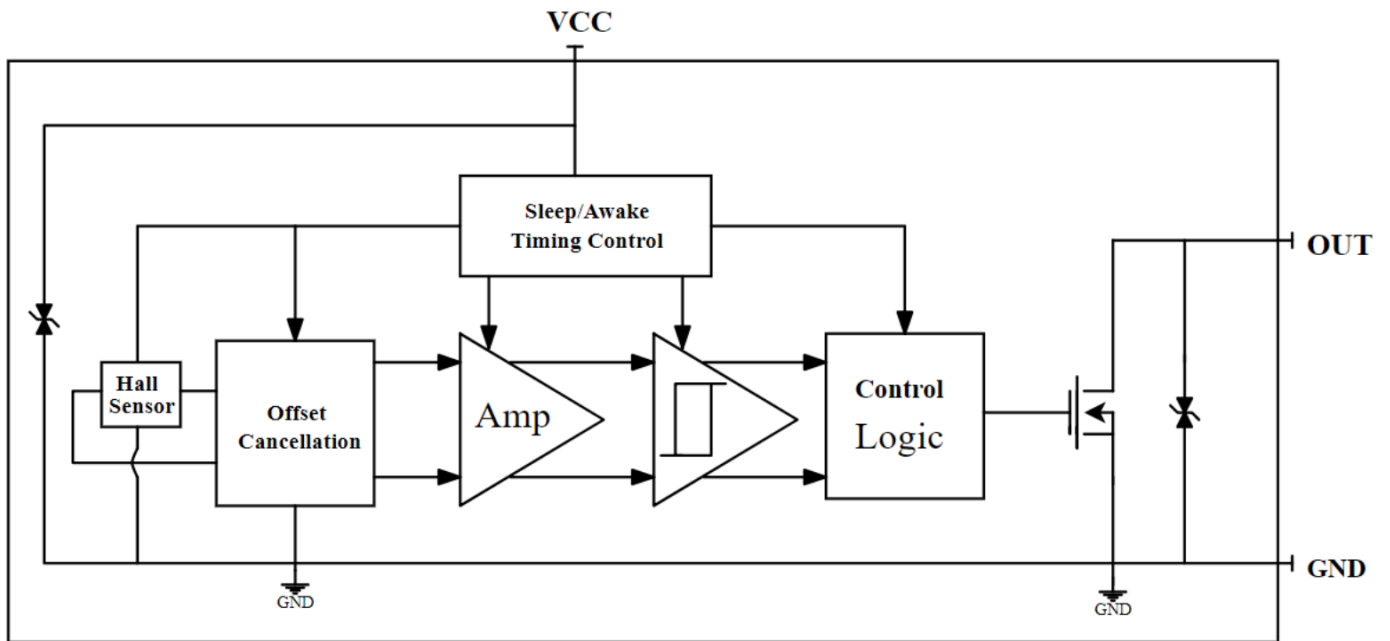 VCC
Sleep/Awake
Timing Control
OUT
Hall
Sensor
Offset
Cancellation
Amp
Control
Logic
GND
GND
GND